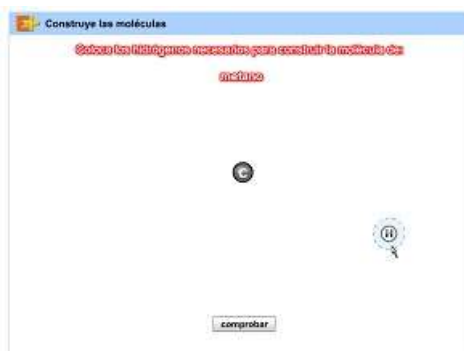 Construye las moléculas
Coloca los hidrógenos necesarios para construir la molécula de:
metano
C
H
comprobar